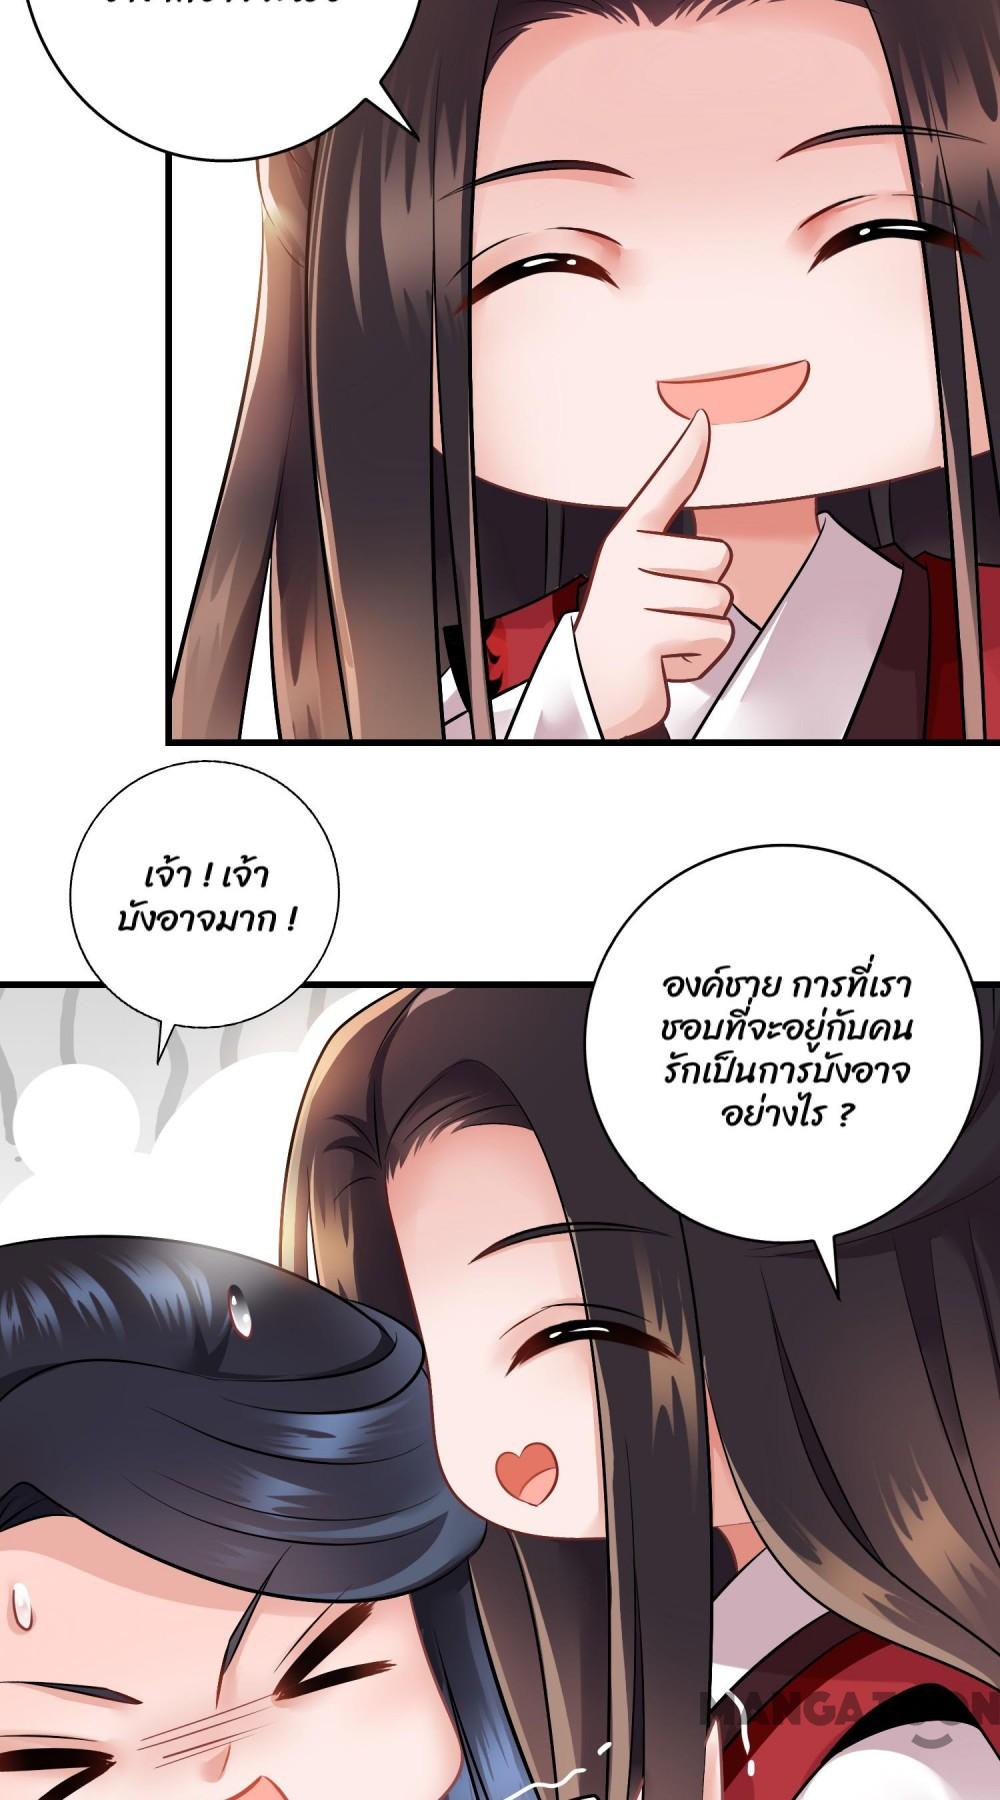 เจ้า ! เจ้า
บังอาจมาก !
องค์ชาย การที่เรา
ชอบที่จะอยู่กับคน
รักเป็นการบังอาจ
อย่างไร ?
MANGATOON